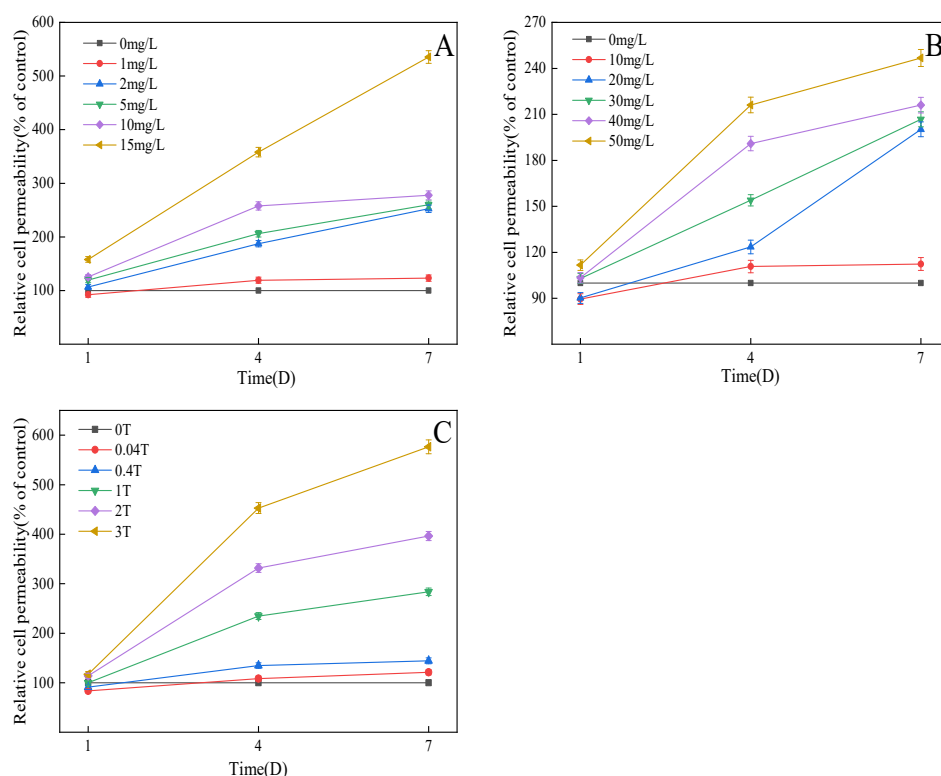 A
0mg/L
1mg/L
2mg/L
5mg/L
10mg/L
15mg/L
600
500
400
300
200
100
1
4
7
Time(D)
Relative cell permeability(% of control)
B
0mg/L
10mg/L
20mg/L
30mg/L
40mg/L
50mg/L
270
240
210
180
150
120
90
1
4
7
Time(D)
Relative cell permeability(% of control)
C
0T
0.04T
0.4T
1T
2T
3T
600
500
400
300
200
100
1
4
7
Time(D)
Relative cell permeability(% of control)